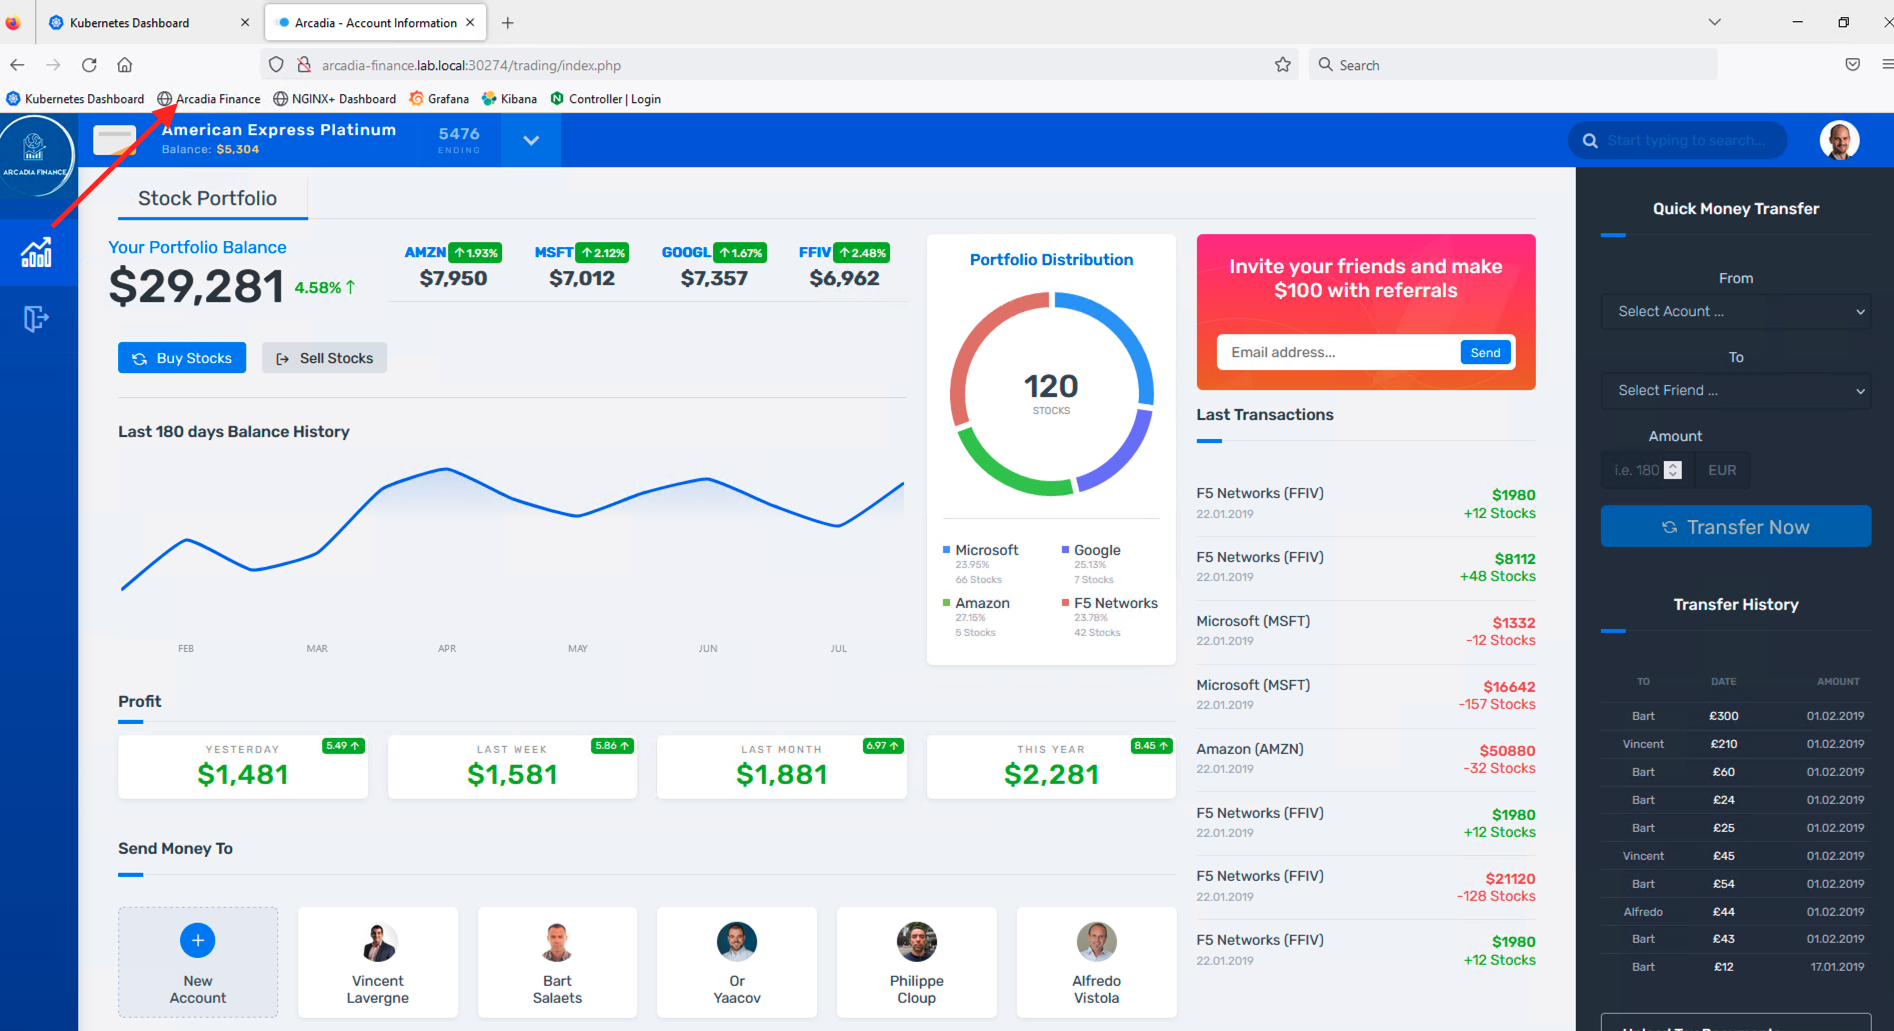 Kubernetes Dashboard
Arcadia - Account Information
arcadia-finance.lab.local:30274/trading/index.php
Search
Kubernetes Dashboard
Arcadia Finance
NGINX+ Dashboard
Grafana
Kibana
Controller | Login
ARCADIA FINANCE
American Express Platinum
Balance: $5,304
5476
ENDING
Start typing to search...
Stock Portfolio
Your Portfolio Balance
$29,281 4.58%
AMZN 1.93%
$7,950
MSFT 2.12%
$7,012
GOOGL 1.67%
$7,357
FFIV 2.48%
$6,962
Buy Stocks
Sell Stocks
Last 180 days Balance History
FEB MAR APR MAY JUN JUL
Portfolio Distribution
120
STOCKS
Microsoft
23.95%
66 Stocks
Google
25.13%
7 Stocks
Amazon
27.15%
5 Stocks
F5 Networks
23.78%
42 Stocks
Profit
YESTERDAY
5.49
$1,481
LAST WEEK
5.86
$1,581
LAST MONTH
6.97
$1,881
THIS YEAR
8.45
$2,281
Send Money To
New
Account
Vincent
Lavergne
Bart
Salaets
Or
Yaacov
Philippe
Cloup
Alfredo
Vistola
Invite your friends and make
$100 with referrals
Email address...
Send
Last Transactions
F5 Networks (FFIV) $1980
22.01.2019 +12 Stocks
F5 Networks (FFIV) $8112
22.01.2019 +48 Stocks
Microsoft (MSFT) $1332
22.01.2019 -12 Stocks
Microsoft (MSFT) $16642
22.01.2019 -157 Stocks
Amazon (AMZN) $50880
22.01.2019 -32 Stocks
F5 Networks (FFIV) $1980
22.01.2019 +12 Stocks
F5 Networks (FFIV) $21120
22.01.2019 -128 Stocks
F5 Networks (FFIV) $1980
22.01.2019 +12 Stocks
Quick Money Transfer
From
Select Acount ...
To
Select Friend ...
Amount
i.e. 180
EUR
Transfer Now
Transfer History
TO DATE AMOUNT
Bart £300 01.02.2019
Vincent £210 01.02.2019
Bart £60 01.02.2019
Bart £24 01.02.2019
Bart £25 01.02.2019
Vincent £45 01.02.2019
Bart £54 01.02.2019
Alfredo £44 01.02.2019
Bart £43 01.02.2019
Bart £12 17.01.2019